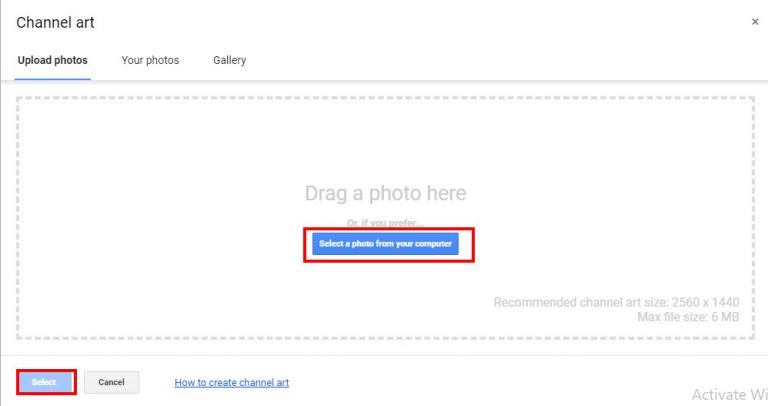 Channel art ×
Upload photos Your photos Gallery
Drag a photo here
Or, if you prefer...
Select a photo from your computer
Recommended channel art size: 2560 x 1440
Max file size: 6 MB
Select Cancel How to create channel art
Activate Wi